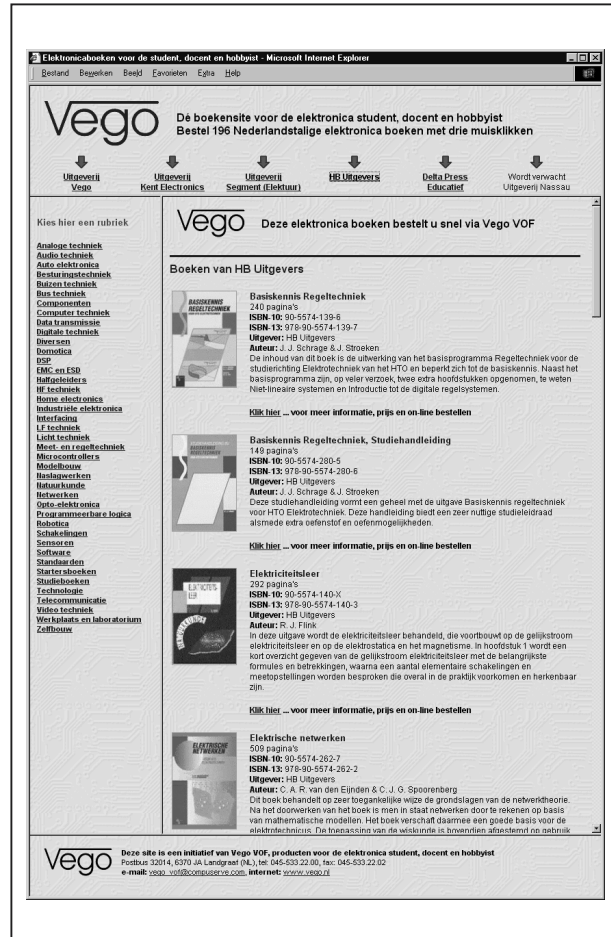 Elektronicaboeken voor de student, docent en hobbyist - Microsoft Internet Explorer
Bestand Bewerken Beeld Favorieten Extra Help
Vego
Dé boekensite voor de elektronica student, docent en hobbyist
Bestel 196 Nederlandstalige elektronica boeken met drie muisklikken
Uitgeverij
Vego
Uitgeverij
Kent Electronics
Uitgeverij
Segment (Elektuur)
HB Uitgevers
Delta Press
Educatief
Wordt verwacht
Uitgeverij Nassau
Kies hier een rubriek
Analoge techniek
Audio techniek
Auto elektronica
Besturingstechniek
Buizen techniek
Bus techniek
Componenten
Computer techniek
Data transmissie
Digitale techniek
Diversen
Domotica
DSP
EMC en ESD
Halfgeleiders
HF techniek
Home electronics
Industriële elektronica
Interfacing
LF techniek
Licht techniek
Meet- en regeltechniek
Microcontrollers
Modelbouw
Naslagwerken
Natuurkunde
Netwerken
Opto-elektronica
Programmeerbare logica
Robotica
Schakelingen
Sensoren
Software
Standaarden
Startersboeken
Studieboeken
Technologie
Telecommunicatie
Video techniek
Werkplaats en laboratorium
Zelfbouw
Vego
Deze elektronica boeken bestelt u snel via Vego VOF
Boeken van HB Uitgevers
BASISKENNIS
REGELTECHNIEK
Basiskennis Regeltechniek
240 pagina's
ISBN-10: 90-5574-139-6
ISBN-13: 978-90-5574-139-7
Uitgever: HB Uitgevers
Auteur: J. J. Schrage & J. Stroeken
De inhoud van dit boek is de uitwerking van het basisprogramma Regeltechniek voor de
studierichting Elektrotechniek van het HTO en beperkt zich tot de basiskennis. Naast het
basisprogramma zijn, op veler verzoek, twee extra hoofdstukken opgenomen, te weten
Niet-lineaire systemen en Introductie tot de digitale regelsystemen.
Klik hier ... voor meer informatie, prijs en on-line bestellen
BASISKENNIS
REGELTECHNIEK
Basiskennis Regeltechniek, Studiehandleiding
149 pagina's
ISBN-10: 90-5574-280-5
ISBN-13: 978-90-5574-280-6
Uitgever: HB Uitgevers
Auteur: J. J. Schrage & J. Stroeken
Deze studiehandleiding vormt een geheel met de uitgave Basiskennis regeltechniek
voor HTO Elektrotechniek. Deze handleiding biedt een zeer nuttige studieleidraad
alsmede extra oefenstof en oefenmogelijkheden.
Klik hier ... voor meer informatie, prijs en on-line bestellen
ELEKTRICITEITS-
LEER
Elektriciteitsleer
292 pagina's
ISBN-10: 90-5574-140-X
ISBN-13: 978-90-5574-140-3
Uitgever: HB Uitgevers
Auteur: R. J. Flink
In deze uitgave wordt de elektriciteitsleer behandeld, die voortbouwt op de gelijkstroom
elektriciteitsleer en op de elektrostatica en het magnetisme. In hoofdstuk 1 wordt een
kort overzicht gegeven van de gelijkstroom elektriciteitsleer met de belangrijkste
formules en betrekkingen, waarna een aantal elementaire schakelingen en
meetopstellingen worden besproken die overal in de praktijk voorkomen en herkenbaar
zijn.
Klik hier ... voor meer informatie, prijs en on-line bestellen
ELEKTRISCHE
NETWERKEN
Elektrische netwerken
509 pagina's
ISBN-10: 90-5574-262-7
ISBN-13: 978-90-5574-262-2
Uitgever: HB Uitgevers
Auteur: C. A. R. van den Eijnden & C. J. G. Spoorenberg
Dit boek behandelt op zeer toegankelijke wijze de grondslagen van de netwerktheorie.
Na het doorwerken van het boek is men in staat netwerken door te rekenen op basis
van mathematische modellen. Het boek verschaft daarmee een goede basis voor de
elektrotechnicus. De toepassing van de wiskunde is bovendien afgestemd op gebruik
Vego
Deze site is een initiatief van Vego VOF, producten voor de elektronica student, docent en hobbyist
Postbus 32014, 6370 JA Landgraaf (NL), tel: 045-533.22.00, fax: 045-533.22.02
e-mail: vego_vof@compuserve.com, internet: www.vego.nl